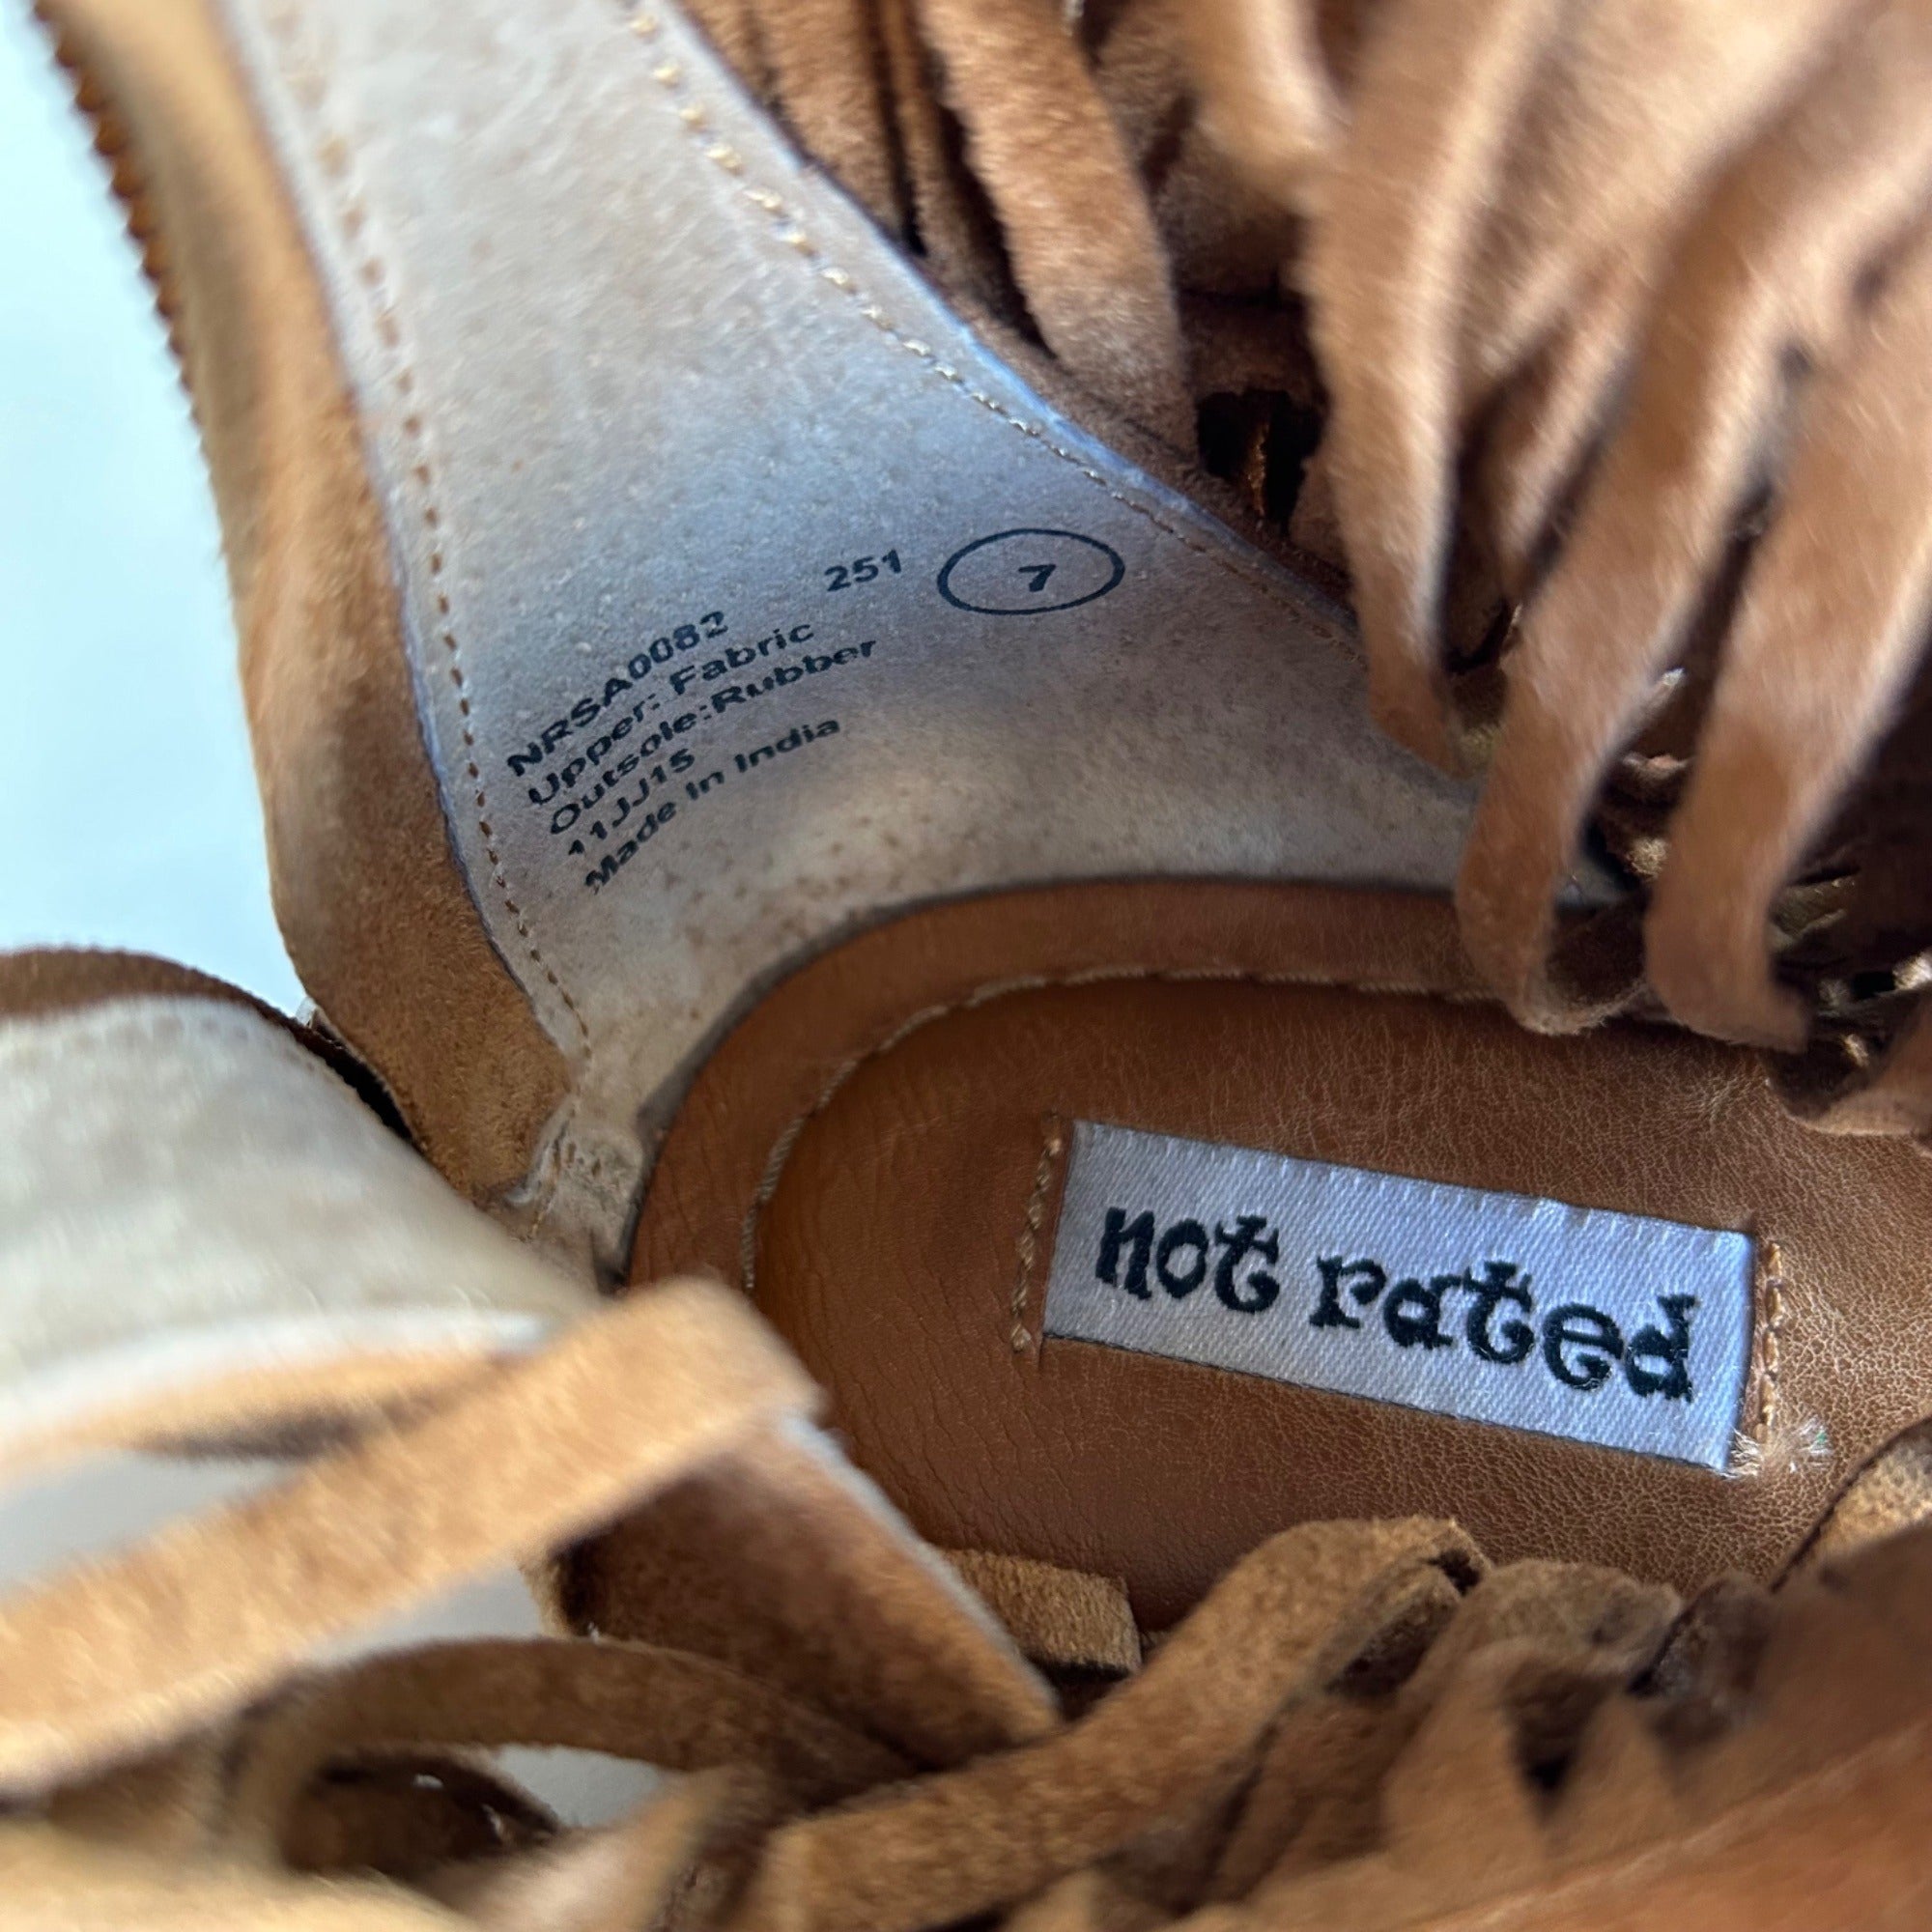 251 7
NRSA0082
Upper: Fabric
Outsole:Rubber
11JJ15
Made In India
not rated